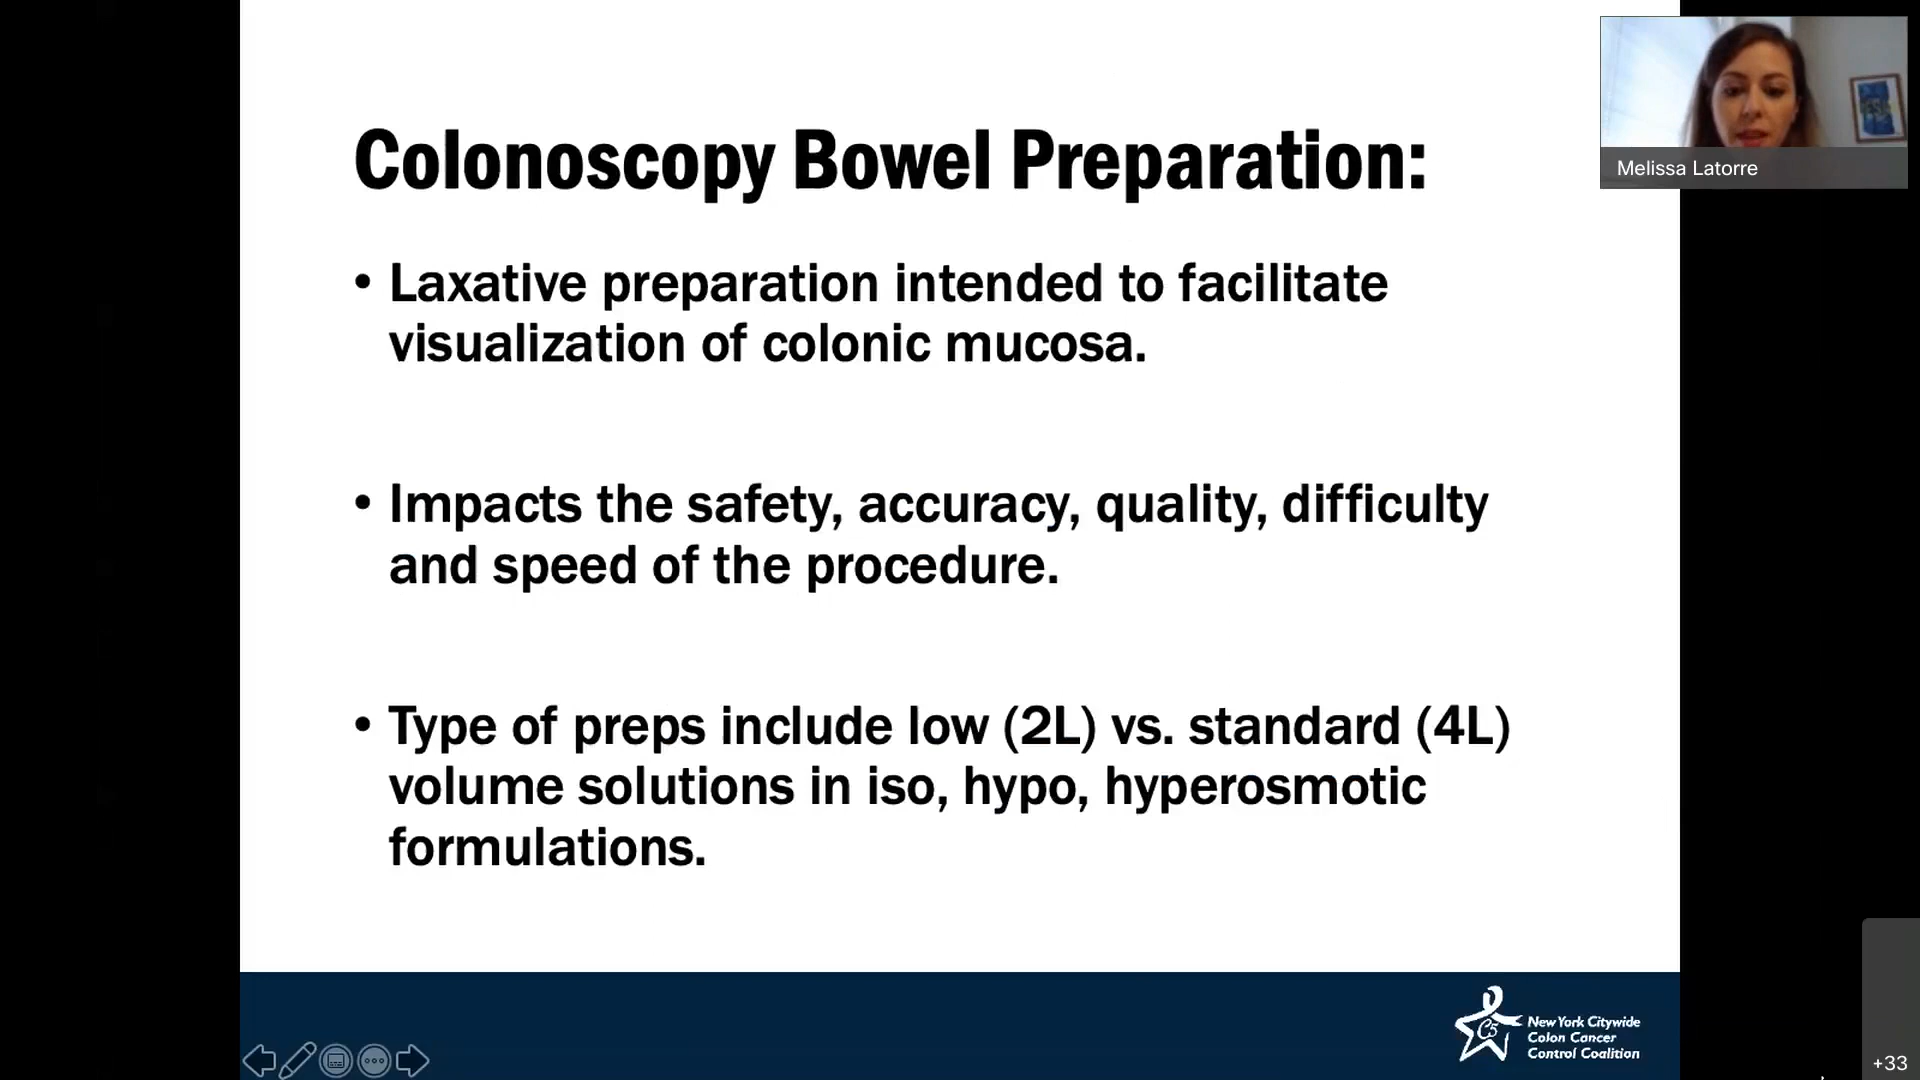 Colonoscopy Bowel Preparation:
• Laxative preparation intended to facilitate
visualization of colonic mucosa.
• Impacts the safety, accuracy, quality, difficulty
and speed of the procedure.
• Type of preps include low (2L) vs. standard (4L)
volume solutions in iso, hypo, hyperosmotic
formulations.
Melissa Latorre
C5
New York Citywide
Colon Cancer
Control Coalition
+33